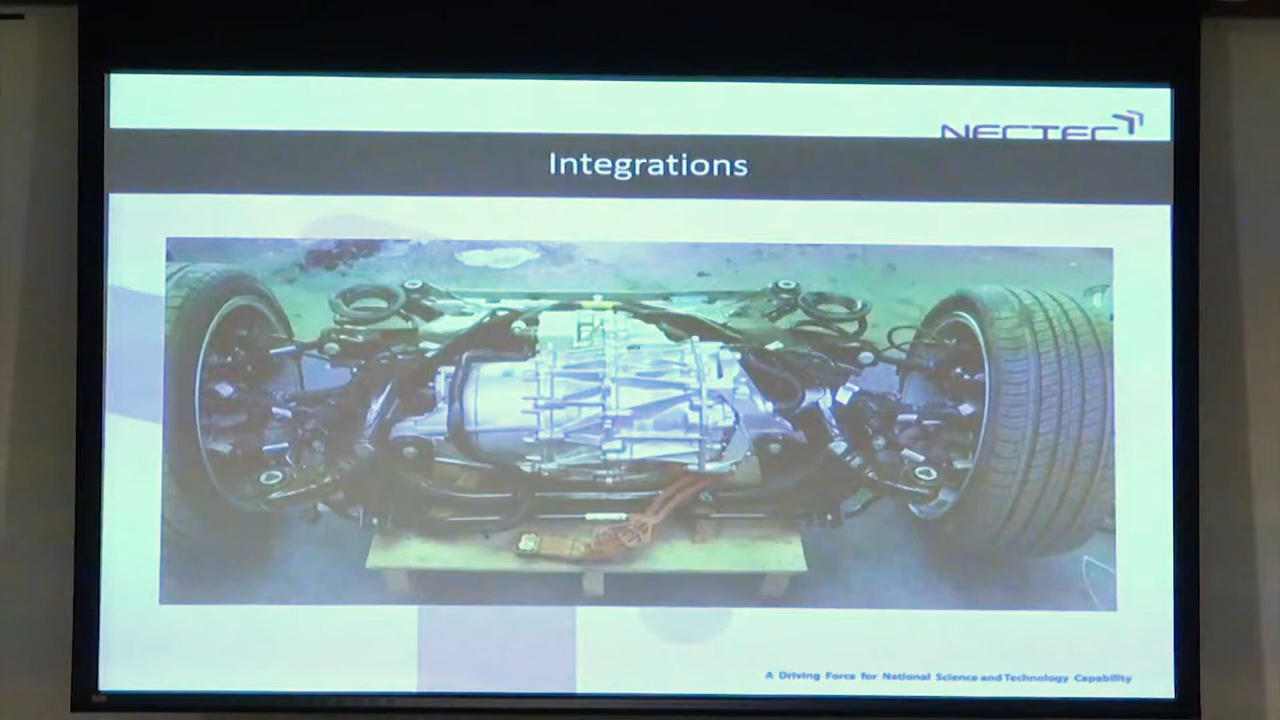 NECTEC
Integrations
A Driving Force for National Science and Technology Capability